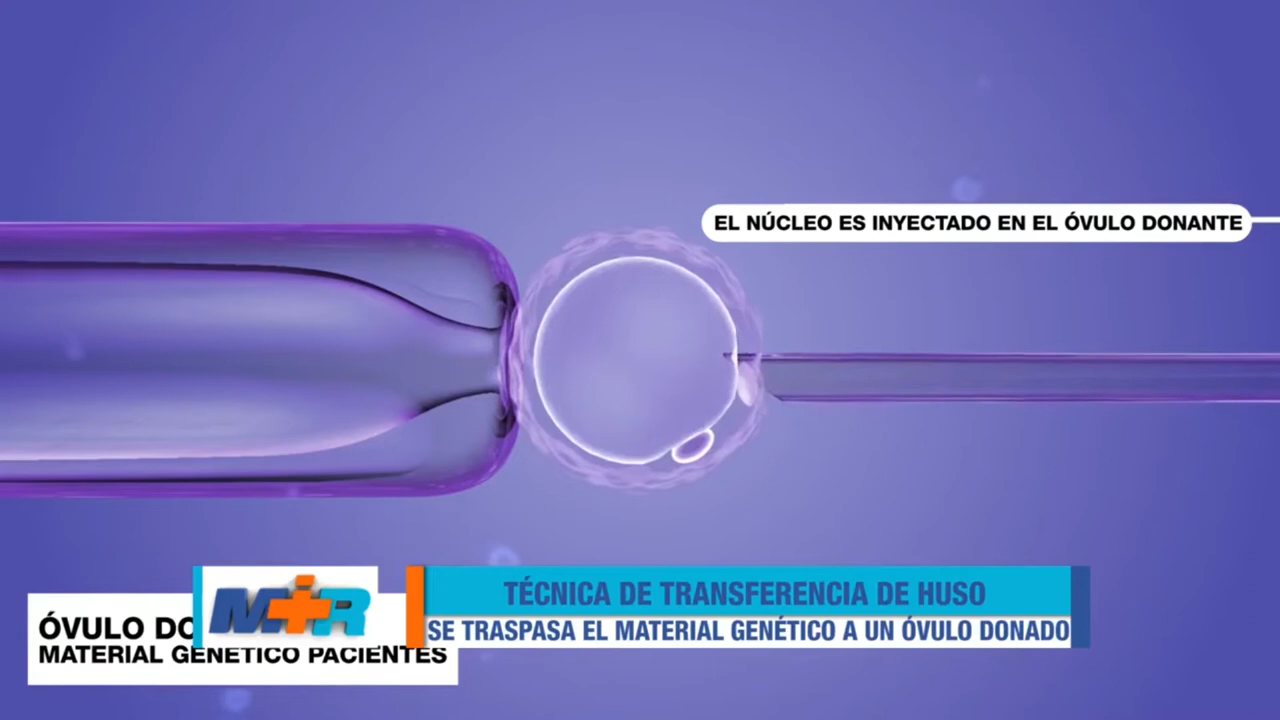 EL NÚCLEO ES INYECTADO EN EL ÓVULO DONANTE
M+R
TÉCNICA DE TRANSFERENCIA DE HUSO
SE TRASPASA EL MATERIAL GENÉTICO A UN ÓVULO DONADO
ÓVULO
MATERIAL GENÉTICO PACIENTES